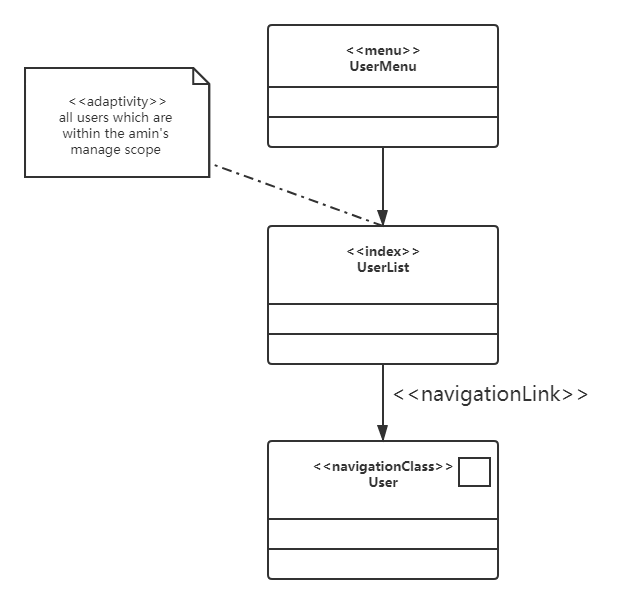 <<menu>>
UserMenu
<<adaptivity>>
all users which are
within the amin's
manage scope
<<index>>
UserList
<<navigationLink>>
<<navigationClass>>
User